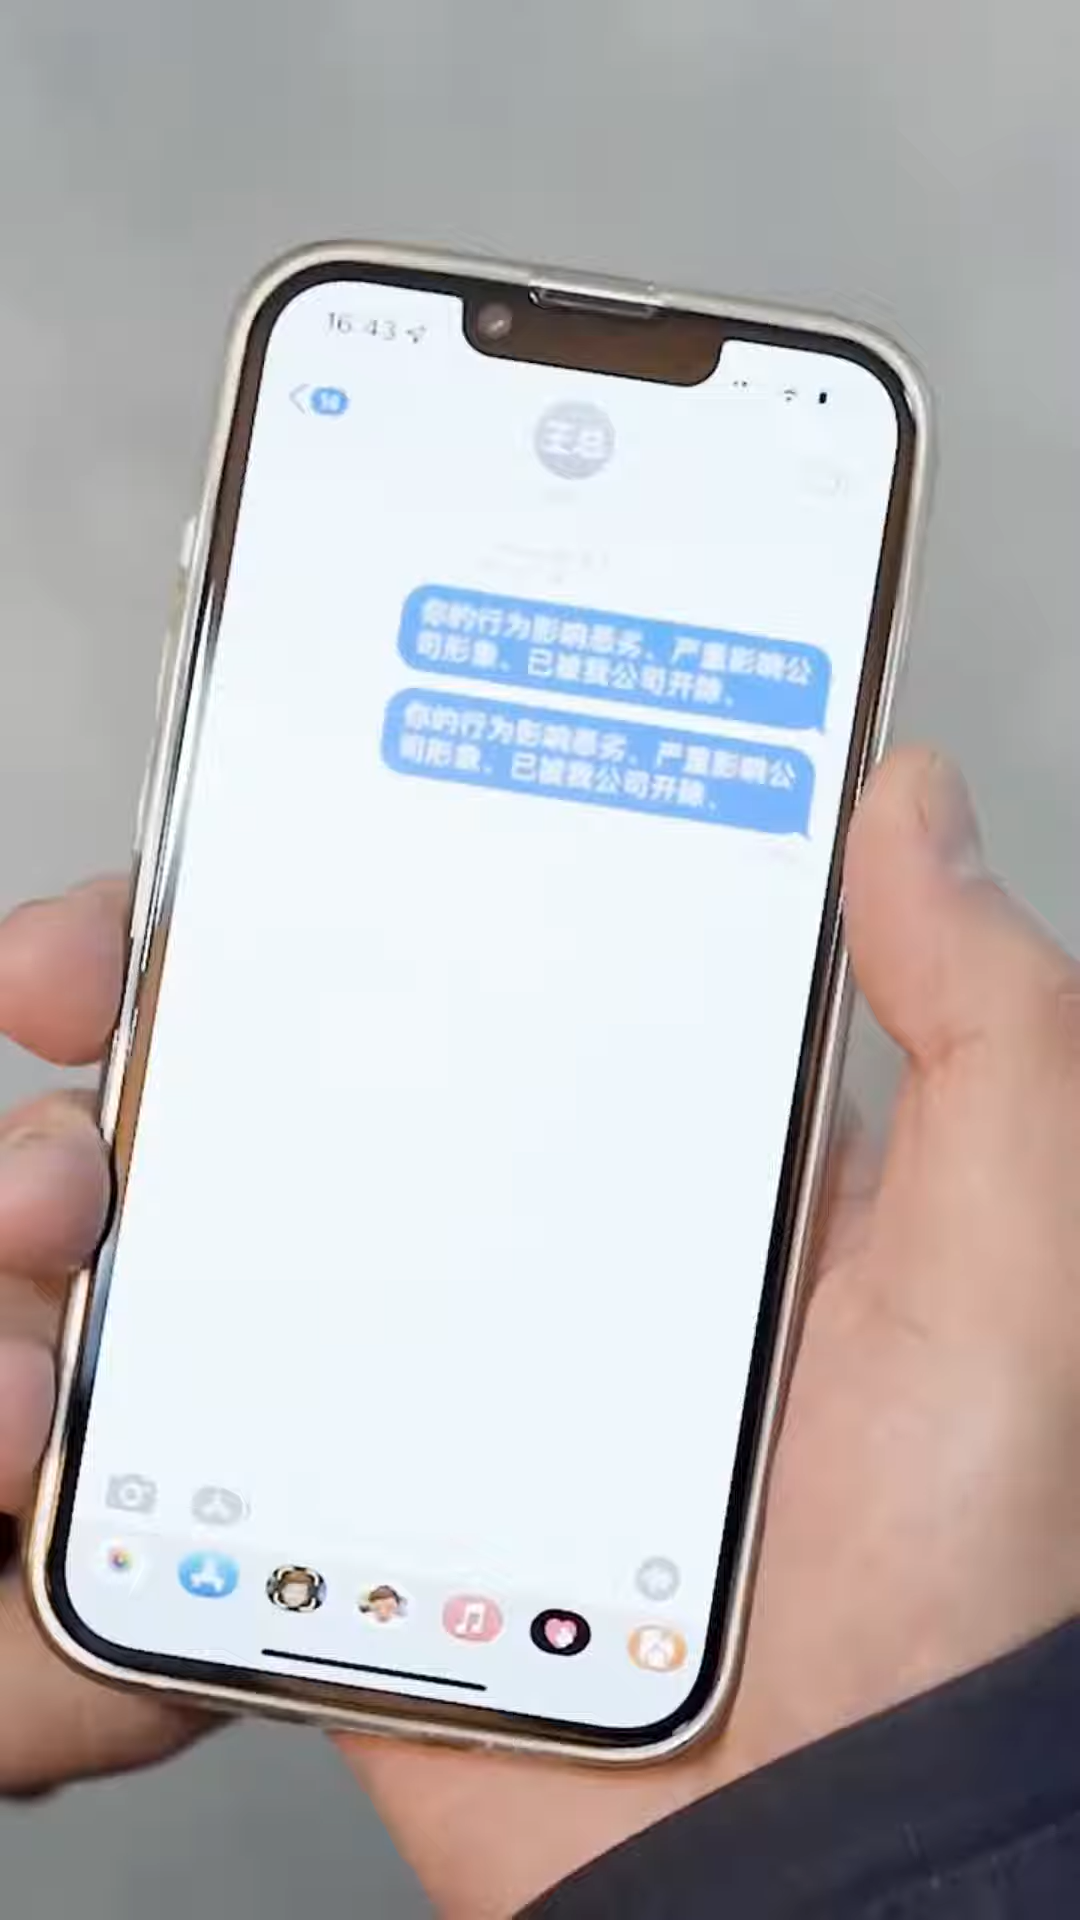 16:43
王总
你的行为影响恶劣、严重影响公
司形象、已被我公司开除、
你的行为影响恶劣、严重影响公
司形象、已被我公司开除、